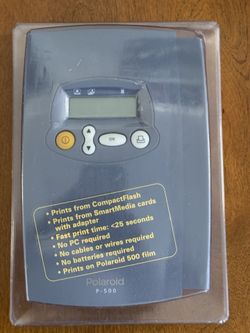 OK
• Prints from CompactFlash
• Prints from SmartMedia cards
with adapter
• Fast print time: <25 seconds
• No PC required
• No cables or wires required
• No batteries required
• Prints on Polaroid 500 film
Polaroid
P-500